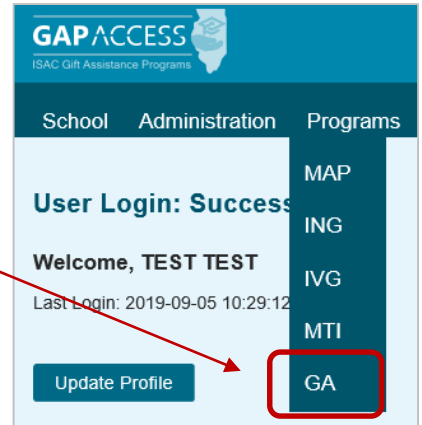 GAP ACCESS
ISAC Gift Assistance Programs
School Administration Programs
MAP
User Login: Success
ING
Welcome, TEST TEST
IVG
Last Login: 2019-09-05 10:29:12
MTI
Update Profile
GA